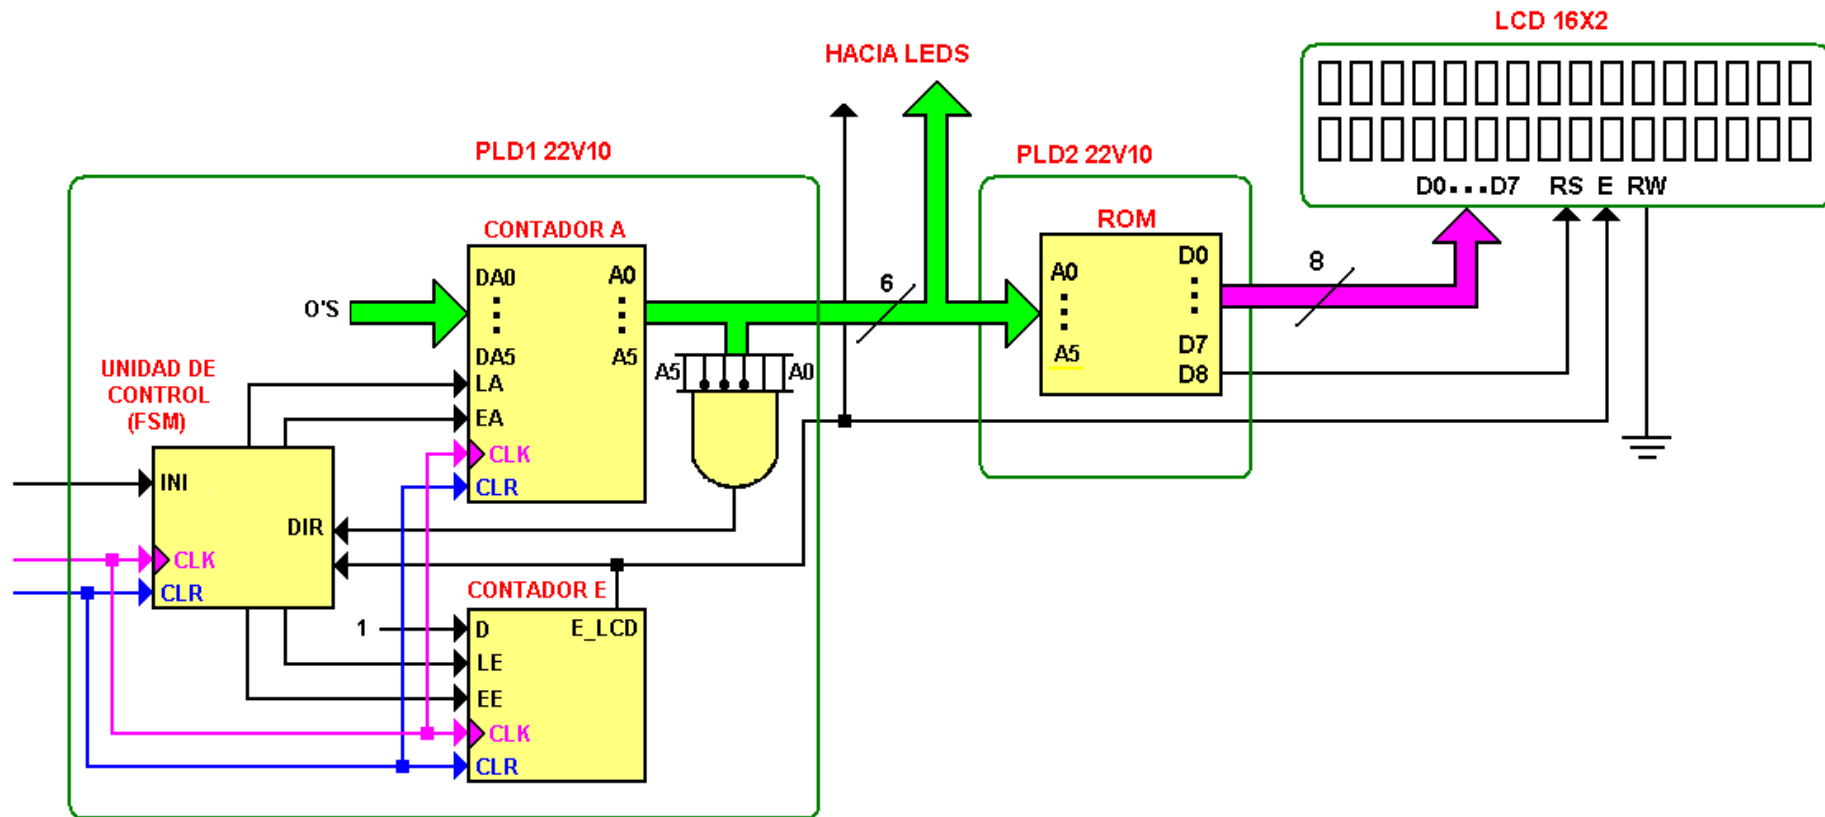 LCD 16X2
HACIA LEDS
D0...D7 RS E RW
PLD1 22V10
PLD2 22V10
CONTADOR A
DA0
A0
DA5
A5
LA
EA
CLK
CLR
O'S
A5
A0
6
ROM
A0
A5
D0
D7
D8
8
UNIDAD DE
CONTROL
(FSM)
INI
DIR
CLK
CLR
CONTADOR E
1
D
E_LCD
LE
EE
CLK
CLR